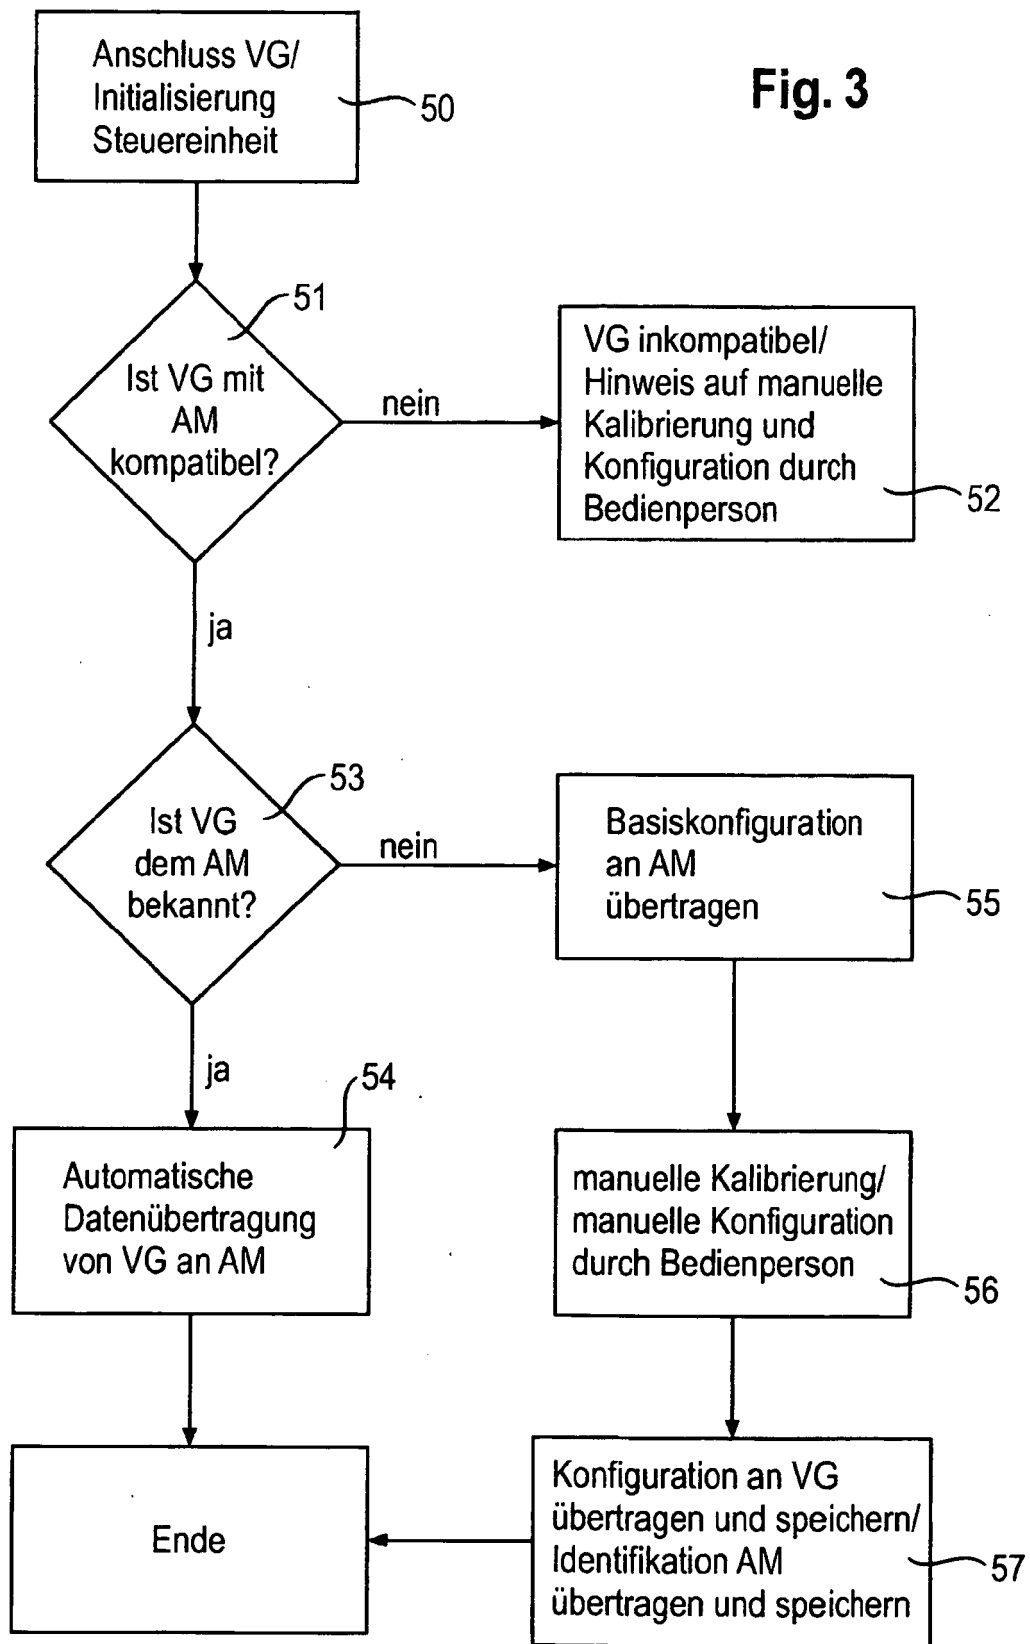 Fig. 3
Anschluss VG/
Initialisierung
Steuereinheit
50
51
Ist VG mit
AM
kompatibel?
nein
VG inkompatibel/
Hinweis auf manuelle
Kalibrierung und
Konfiguration durch
Bedienperson
52
ja
53
Ist VG
dem AM
bekannt?
nein
Basiskonfiguration
an AM
übertragen
55
ja
54
Automatische
Datenübertragung
von VG an AM
manuelle Kalibrierung/
manuelle Konfiguration
durch Bedienperson
56
Ende
Konfiguration an VG
übertragen und speichern/
Identifikation AM
übertragen und speichern
57